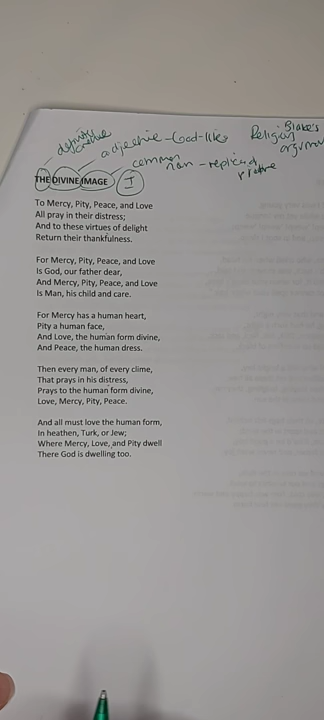 Blake's
definite adjective - God-like Religion
article argument
common
noun - replica
picture
THE DIVINE IMAGE I
To Mercy, Pity, Peace, and Love
All pray in their distress;
And to these virtues of delight
Return their thankfulness.
For Mercy, Pity, Peace, and Love
Is God, our father dear,
And Mercy, Pity, Peace, and Love
Is Man, his child and care.
For Mercy has a human heart,
Pity a human face,
And Love, the human form divine,
And Peace, the human dress.
Then every man, of every clime,
That prays in his distress,
Prays to the human form divine,
Love, Mercy, Pity, Peace.
And all must love the human form,
In heathen, Turk, or Jew;
Where Mercy, Love, and Pity dwell
There God is dwelling too.